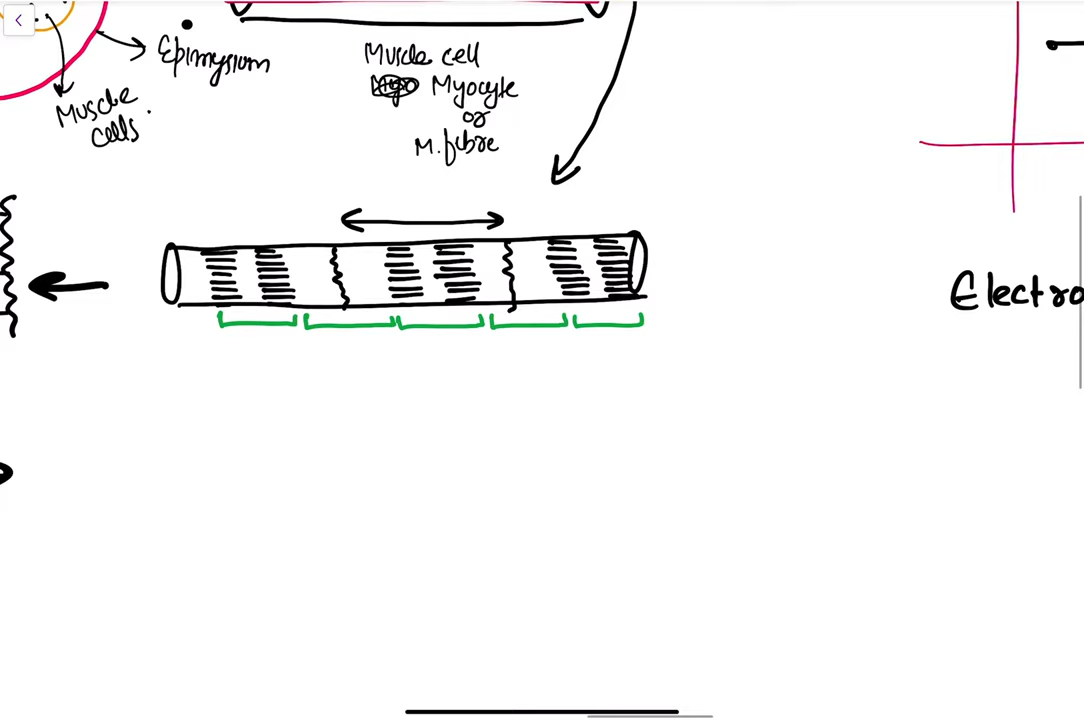 Epimysium
Muscle
cells
Muscle cell
Myocyte
or
M. fibre
Electro